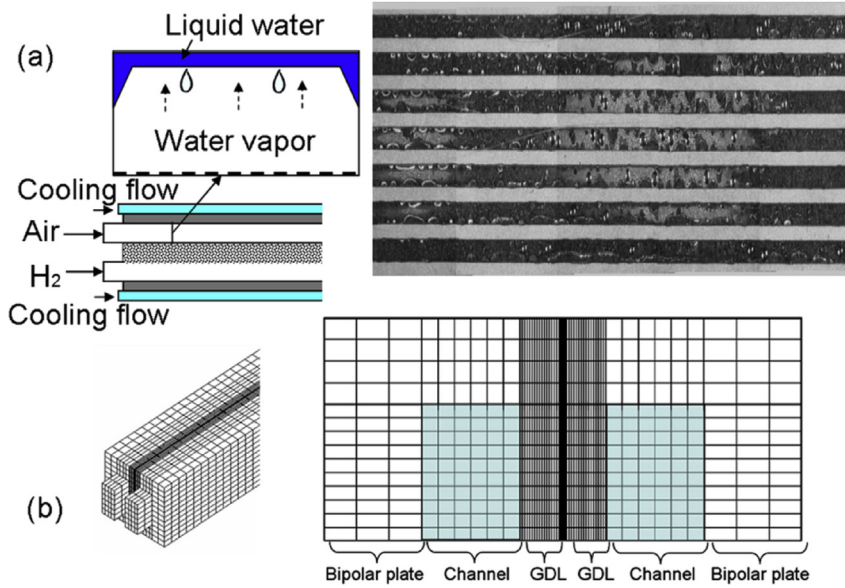 (a)
Liquid water
Water vapor
Cooling flow
Air
H2
Cooling flow
(b)
Bipolar plate
Channel
GDL
GDL
Channel
Bipolar plate